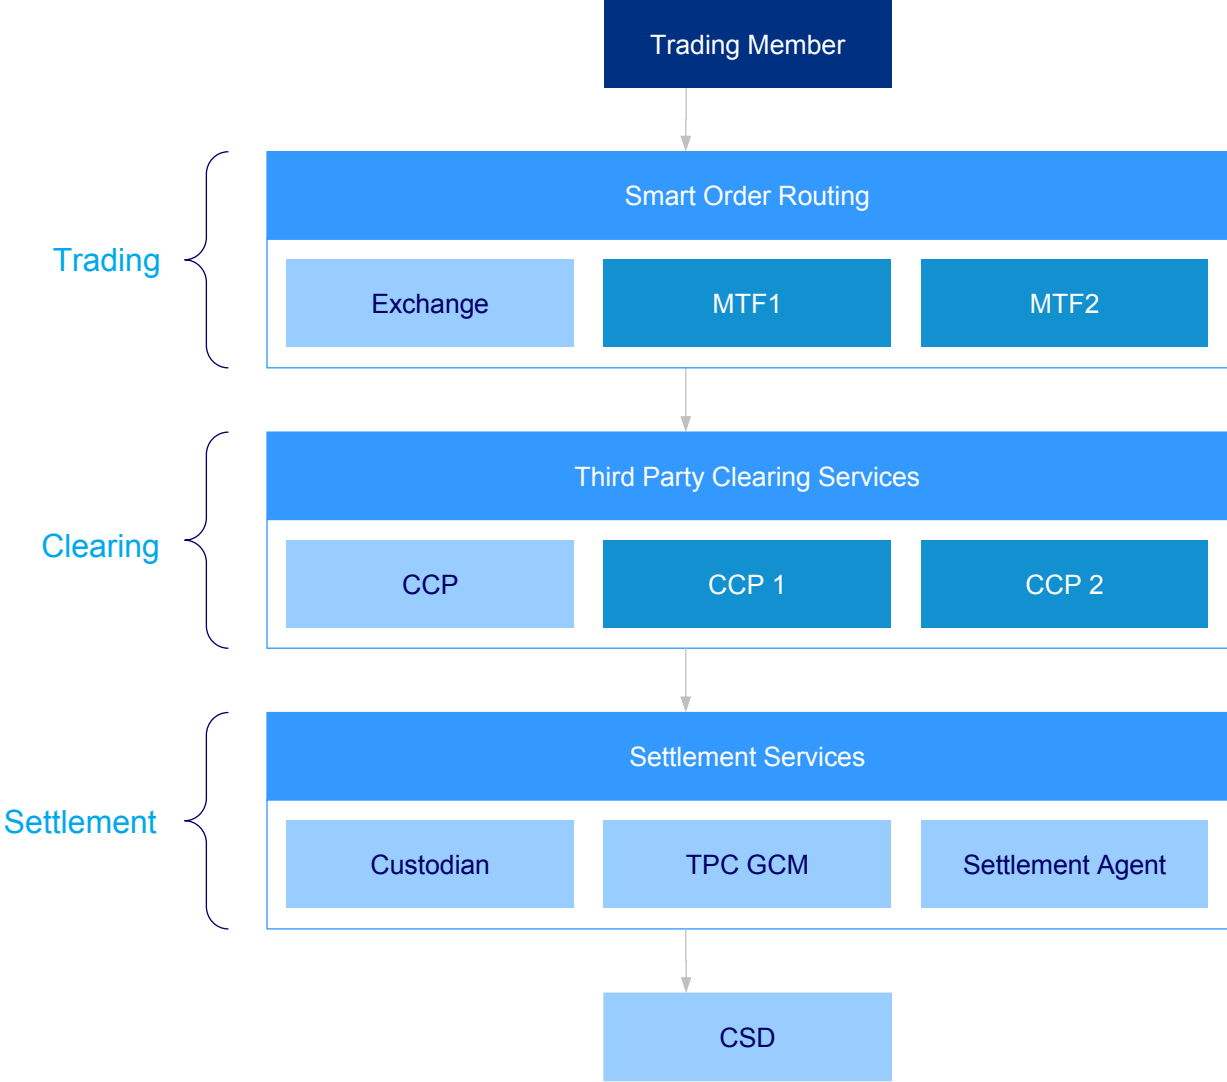 Trading Member
Smart Order Routing
Trading
Exchange
MTF1
MTF2
Third Party Clearing Services
Clearing
CCP
CCP 1
CCP 2
Settlement Services
Settlement
Custodian
TPC GCM
Settlement Agent
CSD